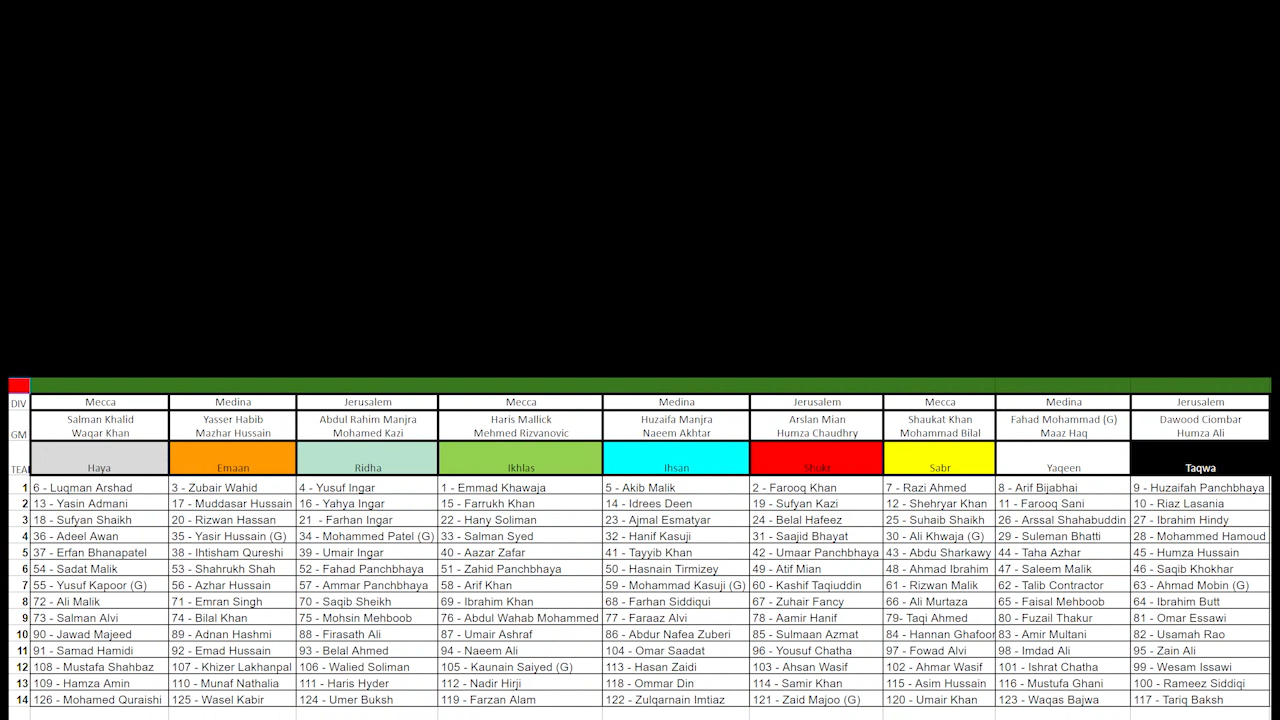 DIV Mecca Medina Jerusalem Mecca Medina Jerusalem Mecca Medina Jerusalem
Salman Khalid Yasser Habib Abdul Rahim Manjra Haris Mallick Huzaifa Manjra Arslan Mian Shaukat Khan Fahad Mohammad (G) Dawood Ciombar
GM Waqar Khan Mazhar Hussain Mohamed Kazi Mehmed Rizvanovic Naeem Akhtar Humza Chaudhry Mohammad Bilal Maaz Haq Humza Ali
TEA Haya Emaan Ridha Ikhlas Ihsan Shukr Sabr Yaqeen Taqwa
1 6 - Luqman Arshad 3 - Zubair Wahid 4 - Yusuf Ingar 1 - Emmad Khawaja 5 - Akib Malik 2 - Farooq Khan 7 - Razi Ahmed 8 - Arif Bijabhai 9 - Huzaifah Panchbhaya
2 13 - Yasin Admani 17 - Muddasar Hussain 16 - Yahya Ingar 15 - Farrukh Khan 14 - Idrees Deen 19 - Sufyan Kazi 12 - Shehryar Khan 11 - Farooq Sani 10 - Riaz Lasania
3 18 - Sufyan Shaikh 20 - Rizwan Hassan 21 - Farhan Ingar 22 - Hany Soliman 23 - Ajmal Esmatyar 24 - Belal Hafeez 25 - Suhaib Shaikh 26 - Arssal Shahabuddin 27 - Ibrahim Hindy
4 36 - Adeel Awan 35 - Yasir Hussain (G) 34 - Mohammed Patel (G) 33 - Salman Syed 32 - Hanif Kasuji 31 - Saajid Bhayat 30 - Ali Khwaja (G) 29 - Suleman Bhatti 28 - Mohammed Hamoud
5 37 - Erfan Bhanapatel 38 - Ihtisham Qureshi 39 - Umair Ingar 40 - Aazar Zafar 41 - Tayyib Khan 42 - Umaar Panchbhaya 43 - Abdu Sharkawy 44 - Taha Azhar 45 - Humza Hussain
6 54 - Sadat Malik 53 - Shahrukh Shah 52 - Fahad Panchbhaya 51 - Zahid Panchbhaya 50 - Hasnain Tirmizey 49 - Atif Mian 48 - Ahmad Ibrahim 47 - Saleem Malik 46 - Saqib Khokhar
7 55 - Yusuf Kapoor (G) 56 - Azhar Hussain 57 - Ammar Panchbhaya 58 - Arif Khan 59 - Mohammad Kasuji (G) 60 - Kashif Taqiuddin 61 - Rizwan Malik 62 - Talib Contractor 63 - Ahmad Mobin (G)
8 72 - Ali Malik 71 - Emran Singh 70 - Saqib Sheikh 69 - Ibrahim Khan 68 - Farhan Siddiqui 67 - Zuhair Fancy 66 - Ali Murtaza 65 - Faisal Mehboob 64 - Ibrahim Butt
9 73 - Salman Alvi 74 - Bilal Khan 75 - Mohsin Mehboob 76 - Abdul Wahab Mohammed 77 - Faraaz Alvi 78 - Aamir Hanif 79- Taqi Ahmed 80 - Fuzail Thakur 81 - Omar Essawi
10 90 - Jawad Majeed 89 - Adnan Hashmi 88 - Firasath Ali 87 - Umair Ashraf 86 - Abdur Nafea Zuberi 85 - Sulmaan Azmat 84 - Hannan Ghafoor 83 - Amir Multani 82 - Usamah Rao
11 91 - Samad Hamidi 92 - Emad Hussain 93 - Belal Ahmed 94 - Naeem Ali 104 - Omar Saadat 96 - Yousuf Chatha 97 - Fowad Alvi 98 - Imdad Ali 95 - Zain Ali
12 108 - Mustafa Shahbaz 107 - Khizer Lakhanpal 106 - Walied Soliman 105 - Kaunain Saiyed (G) 113 - Hasan Zaidi 103 - Ahsan Wasif 102 - Ahmar Wasif 101 - Ishrat Chatha 99 - Wesam Issawi
13 109 - Hamza Amin 110 - Munaf Nathalia 111 - Haris Hyder 112 - Nadir Hirji 118 - Ommar Din 114 - Samir Khan 115 - Asim Hussain 116 - Mustufa Ghani 100 - Rameez Siddiqi
14 126 - Mohamed Quraishi 125 - Wasel Kabir 124 - Umer Buksh 119 - Farzan Alam 122 - Zulqarnain Imtiaz 121 - Zaid Majoo (G) 120 - Umair Khan 123 - Waqas Bajwa 117 - Tariq Baksh